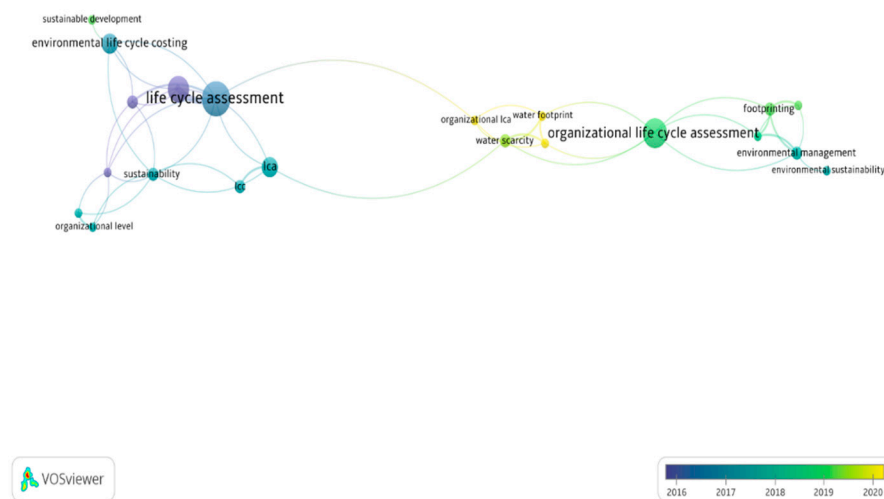 sustainable development
environmental life cycle costing
life cycle assessment
organizational lca
water footprint
footprinting
organizational life cycle assessment
water scarcity
environmental management
environmental sustainability
lca
sustainability
lcc
organizational level
VOSviewer
2016 2017 2018 2019 2020